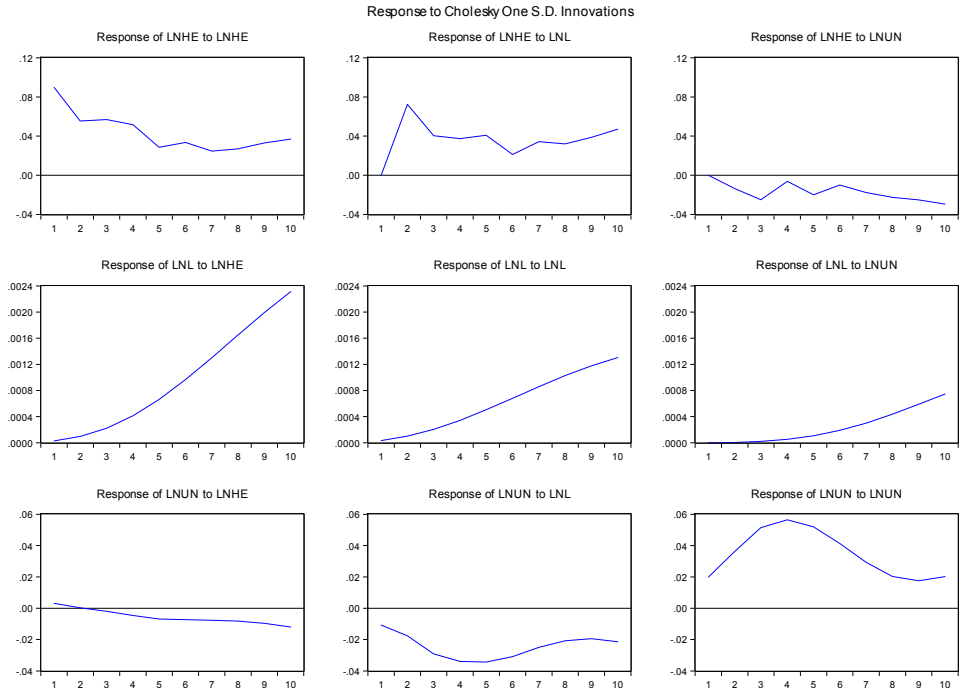 Response to Cholesky One S.D. Innovations
Response of LNHE to LNHE
.12
.08
.04
.00
-.04
1 2 3 4 5 6 7 8 9 10
Response of LNHE to LNL
.12
.08
.04
.00
-.04
1 2 3 4 5 6 7 8 9 10
Response of LNHE to LNUN
.12
.08
.04
.00
-.04
1 2 3 4 5 6 7 8 9 10
Response of LNL to LNHE
.0024
.0020
.0016
.0012
.0008
.0004
.0000
1 2 3 4 5 6 7 8 9 10
Response of LNL to LNL
.0024
.0020
.0016
.0012
.0008
.0004
.0000
1 2 3 4 5 6 7 8 9 10
Response of LNL to LNUN
.0024
.0020
.0016
.0012
.0008
.0004
.0000
1 2 3 4 5 6 7 8 9 10
Response of LNUN to LNHE
.06
.04
.02
.00
-.02
-.04
1 2 3 4 5 6 7 8 9 10
Response of LNUN to LNL
.06
.04
.02
.00
-.02
-.04
1 2 3 4 5 6 7 8 9 10
Response of LNUN to LNUN
.06
.04
.02
.00
-.02
-.04
1 2 3 4 5 6 7 8 9 10